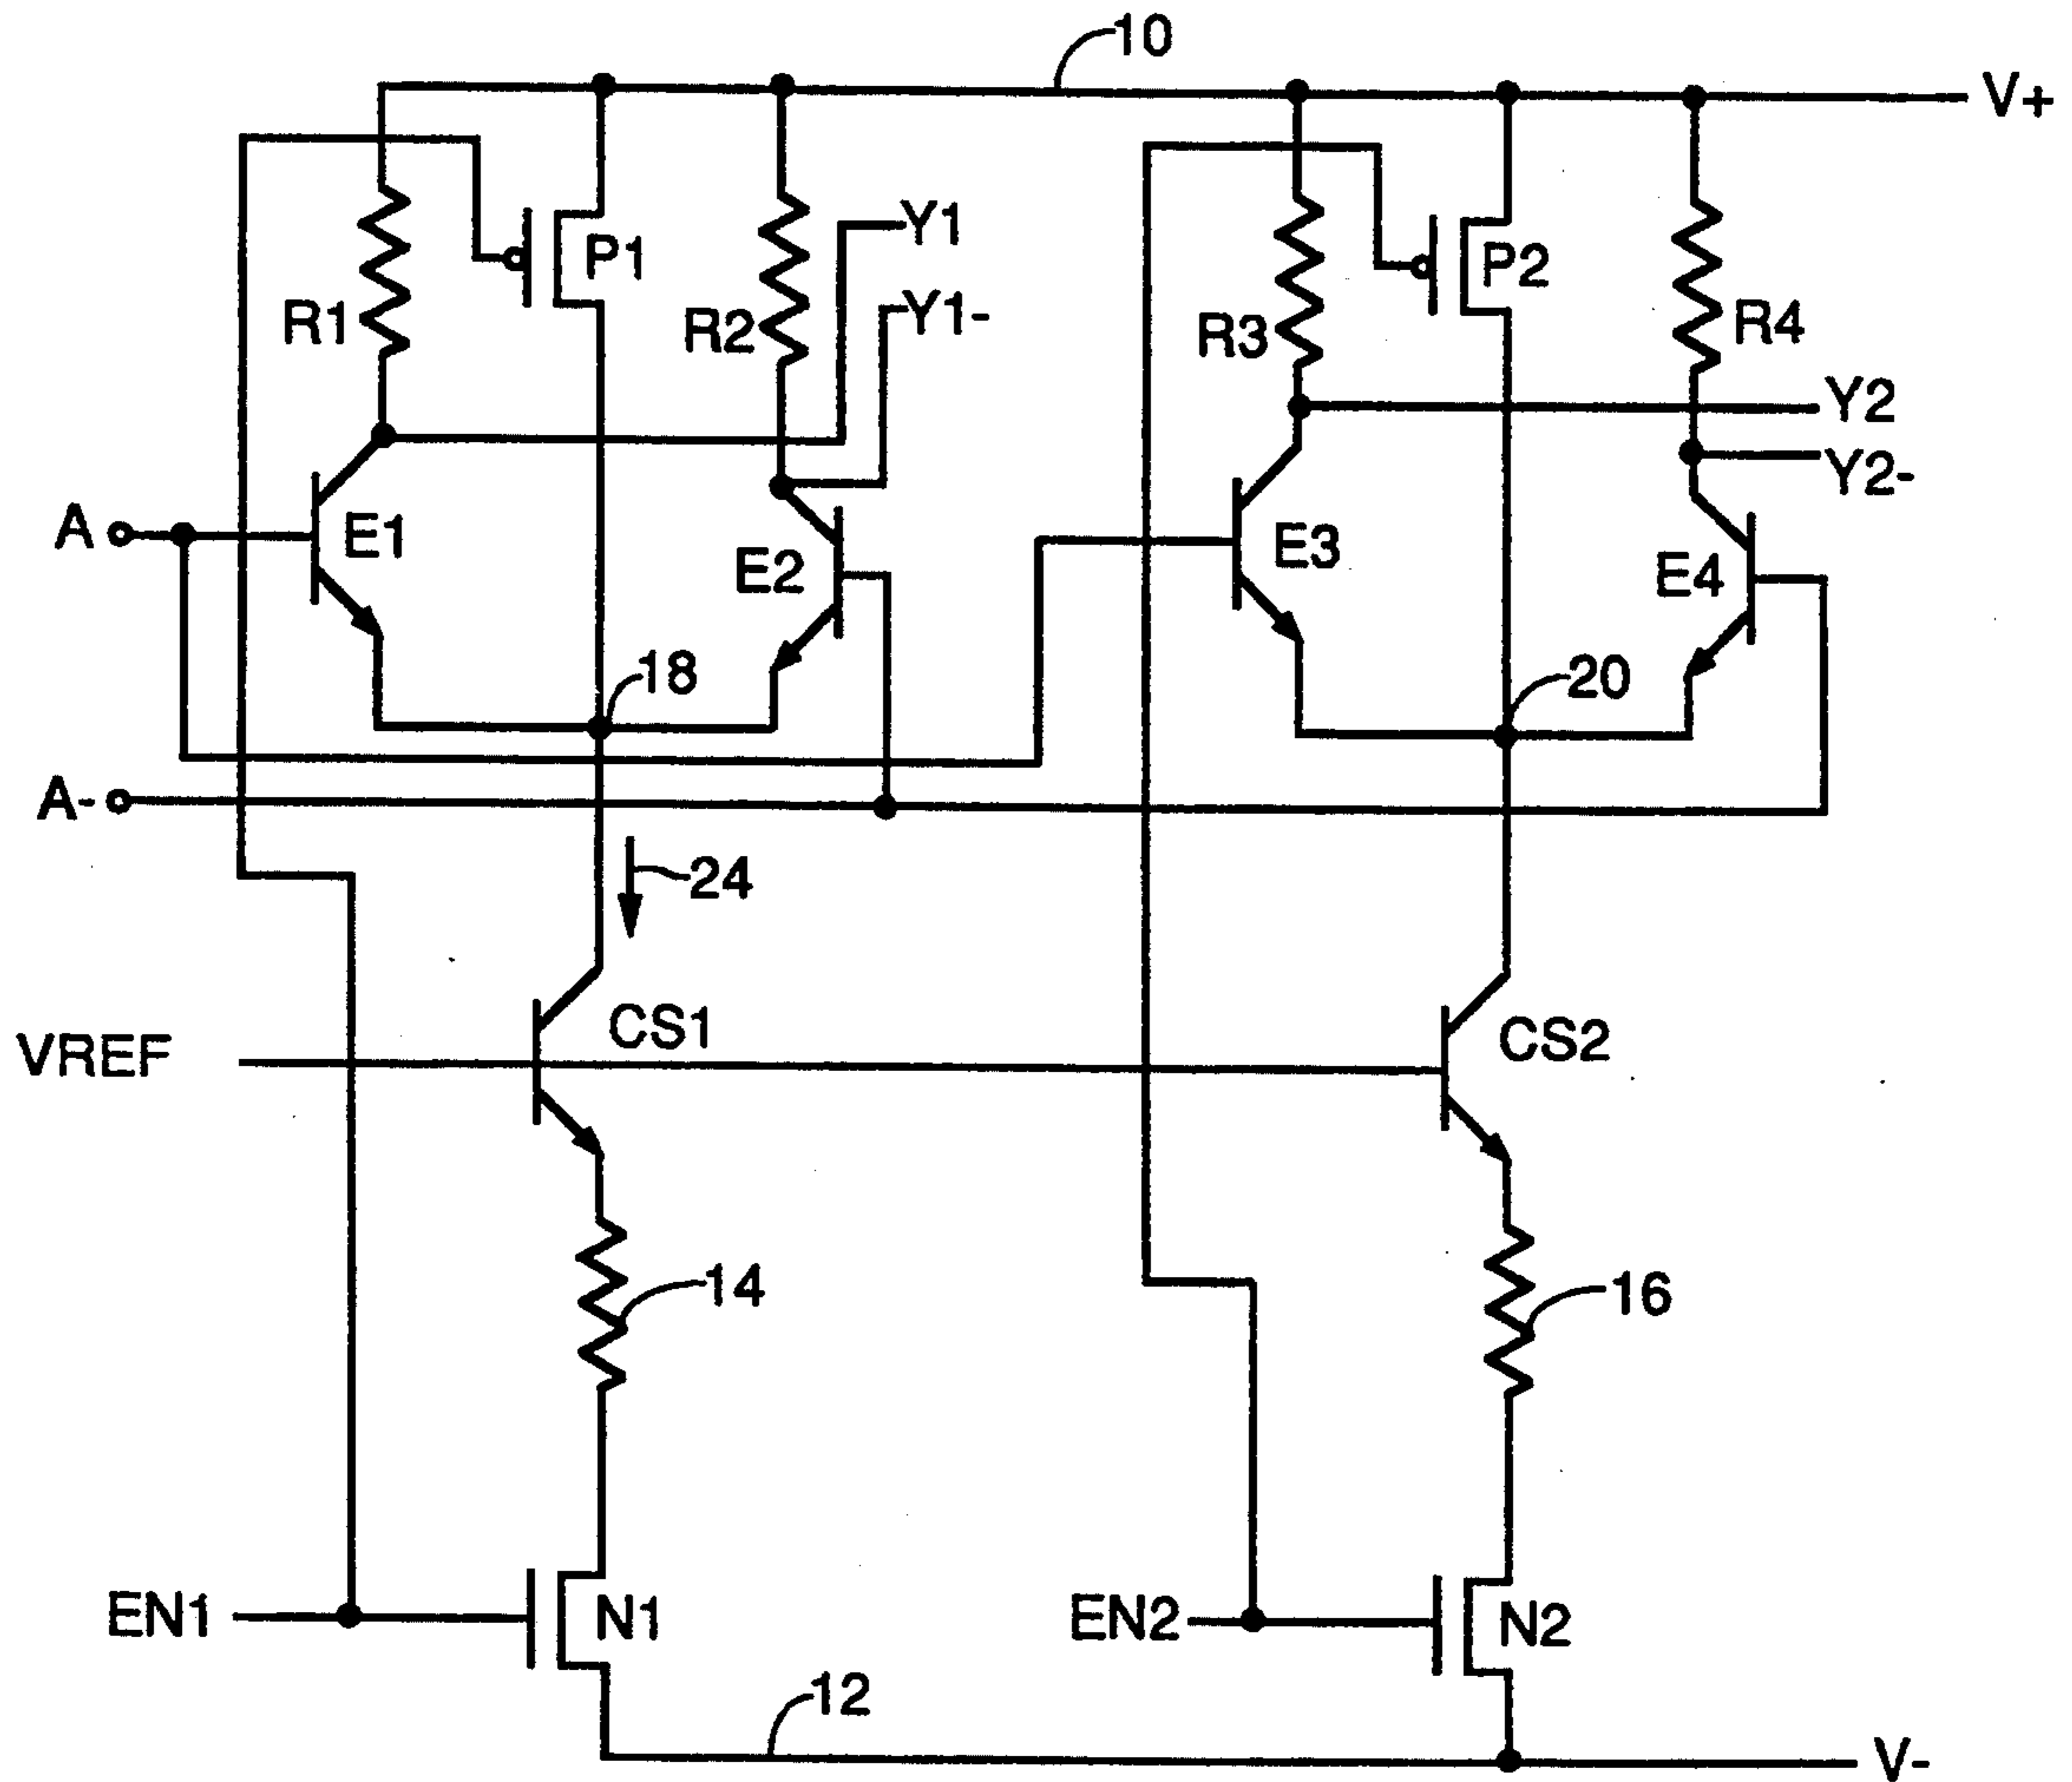 10
V+
Y1
P1
P2
R1
R2
Y1-
R3
R4
Y2
Y2-
A
E1
E2
E3
E4
18
20
A-
24
CS1
CS2
VREF
14
16
EN1
N1
EN2
N2
12
V-